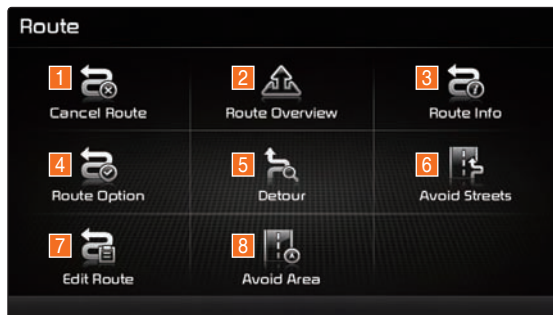 Route
1
Cancel Route
2
Route Overview
3
Route Info
4
Route Option
5
Detour
6
Avoid Streets
7
Edit Route
8
Avoid Area